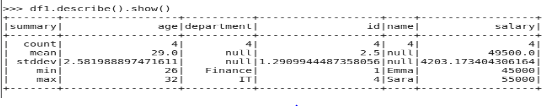 >>> df1.describe().show()
+-------+-----------------+----------+------------------+----+-----------------+
|summary|              age|department|                id|name|           salary|
+-------+-----------------+----------+------------------+----+-----------------+
|  count|                4|         4|                 4|   4|                4|
|   mean|             29.0|      null|               2.5|null|          49500.0|
| stddev|2.581988897471611|      null|1.2909944487358056|null|4203.173404306164|
|    min|               26|   Finance|                 1|Emma|            45000|
|    max|               32|        IT|                 4|Sara|            55000|
+-------+-----------------+----------+------------------+----+-----------------+